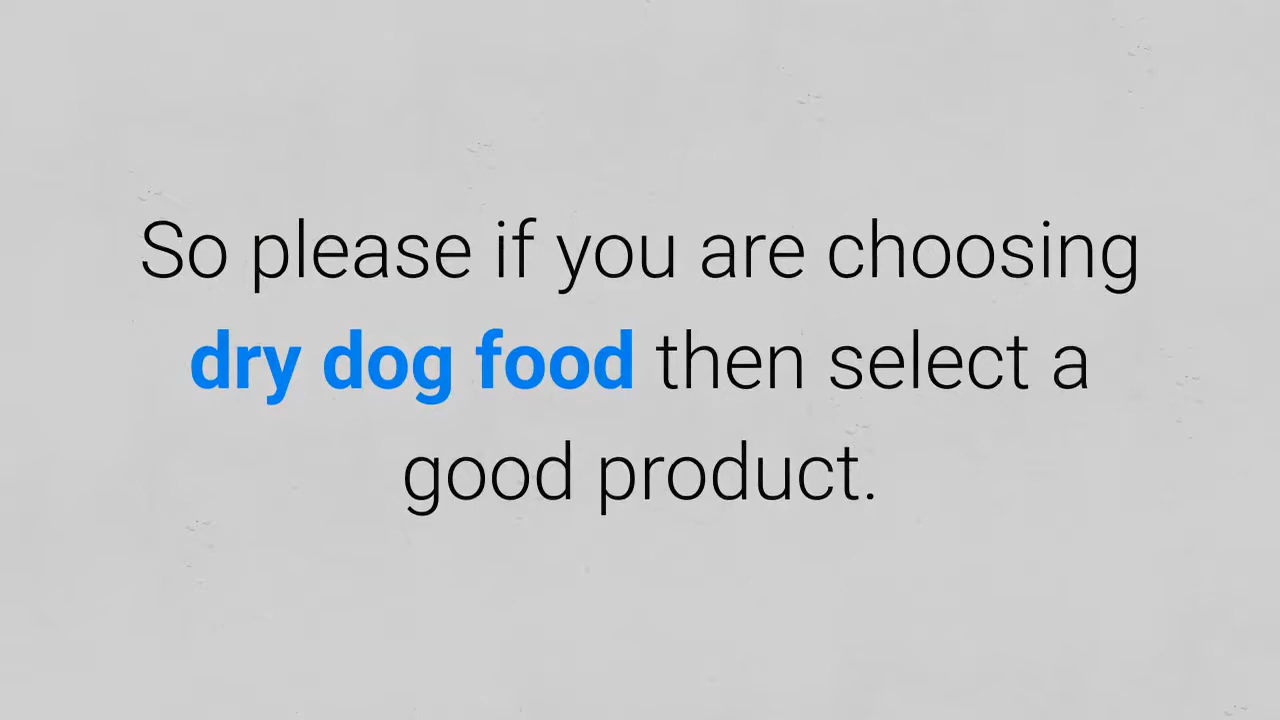 So please if you are choosing
dry dog food then select a
good product.